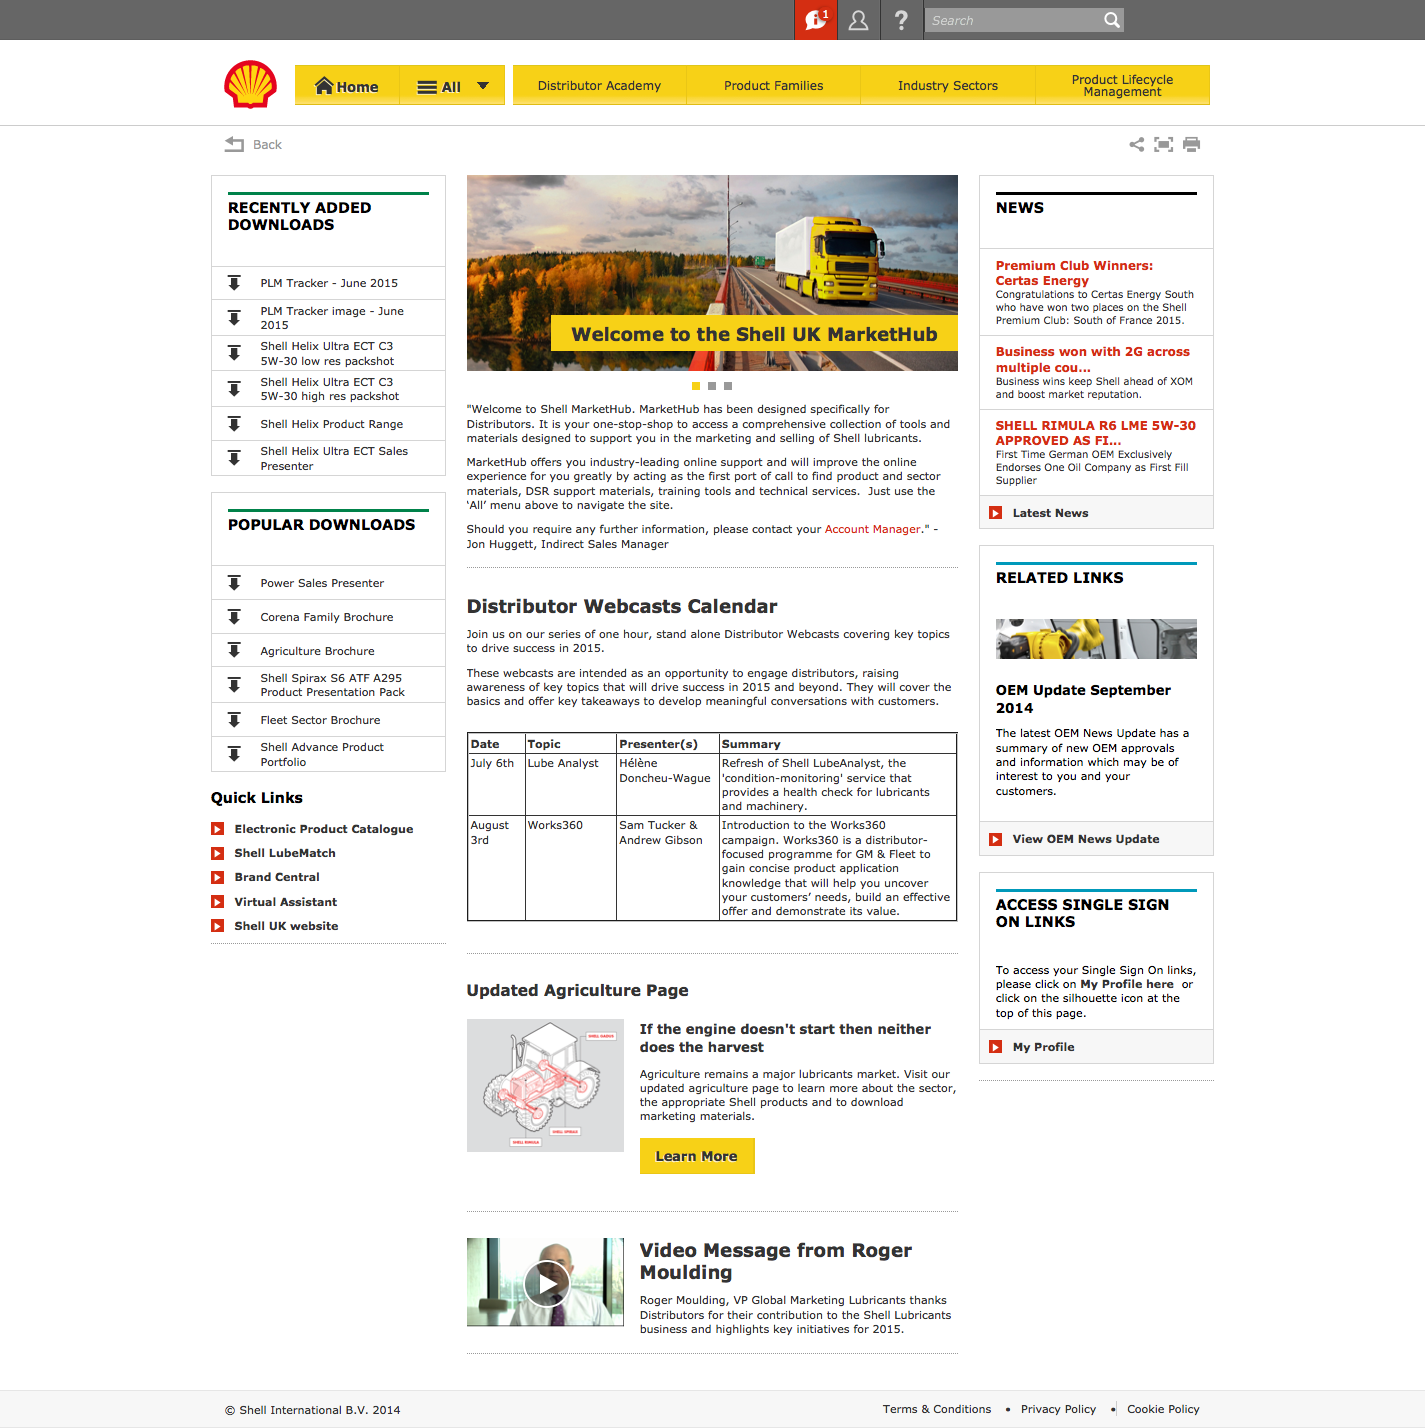 1
?
Search
Home
All
Distributor Academy
Product Families
Industry Sectors
Product Lifecycle
Management
Back
RECENTLY ADDED
DOWNLOADS
PLM Tracker - June 2015
PLM Tracker image - June
2015
Shell Helix Ultra ECT C3
5W-30 low res packshot
Shell Helix Ultra ECT C3
5W-30 high res packshot
Shell Helix Product Range
Shell Helix Ultra ECT Sales
Presenter
POPULAR DOWNLOADS
Power Sales Presenter
Corena Family Brochure
Agriculture Brochure
Shell Spirax S6 ATF A295
Product Presentation Pack
Fleet Sector Brochure
Shell Advance Product
Portfolio
Quick Links
Electronic Product Catalogue
Shell LubeMatch
Brand Central
Virtual Assistant
Shell UK website
Welcome to the Shell UK MarketHub
"Welcome to Shell MarketHub. MarketHub has been designed specifically for
Distributors. It is your one-stop-shop to access a comprehensive collection of tools and
materials designed to support you in the marketing and selling of Shell lubricants.
MarketHub offers you industry-leading online support and will improve the online
experience for you greatly by acting as the first port of call to find product and sector
materials, DSR support materials, training tools and technical services.  Just use the
‘All’ menu above to navigate the site.
Should you require any further information, please contact your Account Manager." -
Jon Huggett, Indirect Sales Manager
Distributor Webcasts Calendar
Join us on our series of one hour, stand alone Distributor Webcasts covering key topics
to drive success in 2015.
These webcasts are intended as an opportunity to engage distributors, raising
awareness of key topics that will drive success in 2015 and beyond. They will cover the
basics and offer key takeaways to develop meaningful conversations with customers.
Date Topic Presenter(s) Summary
July 6th Lube Analyst Hélène Refresh of Shell LubeAnalyst, the
Doncheu-Wague 'condition-monitoring' service that
provides a health check for lubricants
and machinery.
August Works360 Sam Tucker & Introduction to the Works360
3rd Andrew Gibson campaign. Works360 is a distributor-
focused programme for GM & Fleet to
gain concise product application
knowledge that will help you uncover
your customers’ needs, build an effective
offer and demonstrate its value.
Updated Agriculture Page
SHELL GADUS
SHELL SPIRAX
SHELL RIMULA
If the engine doesn't start then neither
does the harvest
Agriculture remains a major lubricants market. Visit our
updated agriculture page to learn more about the sector,
the appropriate Shell products and to download
marketing materials.
Learn More
Video Message from Roger
Moulding
Roger Moulding, VP Global Marketing Lubricants thanks
Distributors for their contribution to the Shell Lubricants
business and highlights key initiatives for 2015.
NEWS
Premium Club Winners:
Certas Energy
Congratulations to Certas Energy South
who have won two places on the Shell
Premium Club: South of France 2015.
Business won with 2G across
multiple cou...
Business wins keep Shell ahead of XOM
and boost market reputation.
SHELL RIMULA R6 LME 5W-30
APPROVED AS FI...
First Time German OEM Exclusively
Endorses One Oil Company as First Fill
Supplier
Latest News
RELATED LINKS
OEM Update September
2014
The latest OEM News Update has a
summary of new OEM approvals
and information which may be of
interest to you and your
customers.
View OEM News Update
ACCESS SINGLE SIGN
ON LINKS
To access your Single Sign On links,
please click on My Profile here  or
click on the silhouette icon at the
top of this page.
My Profile
© Shell International B.V. 2014
Terms & Conditions • Privacy Policy • Cookie Policy